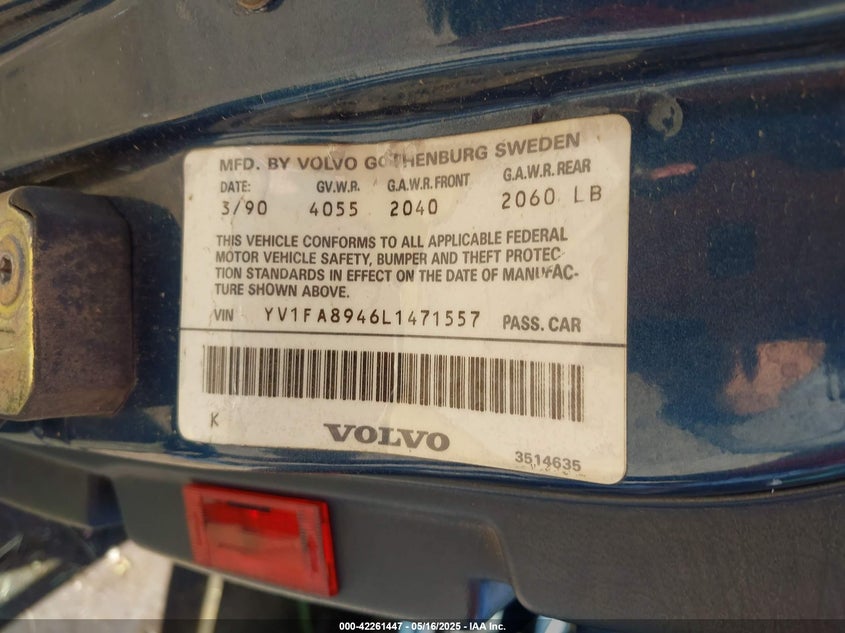 MFD. BY VOLVO GOTHENBURG SWEDEN
DATE: GV.W.R. G.A.W.R. FRONT G.A.W.R. REAR
3/90 4055 2040 2060 LB
THIS VEHICLE CONFORMS TO ALL APPLICABLE FEDERAL
MOTOR VEHICLE SAFETY, BUMPER AND THEFT PROTEC-
TION STANDARDS IN EFFECT ON THE DATE OF MANUFAC-
TURE SHOWN ABOVE.
VIN YV1FA8946L1471557 PASS. CAR
K VOLVO 3514635
000-42261447 — 05/16/2025 — IAA Inc.